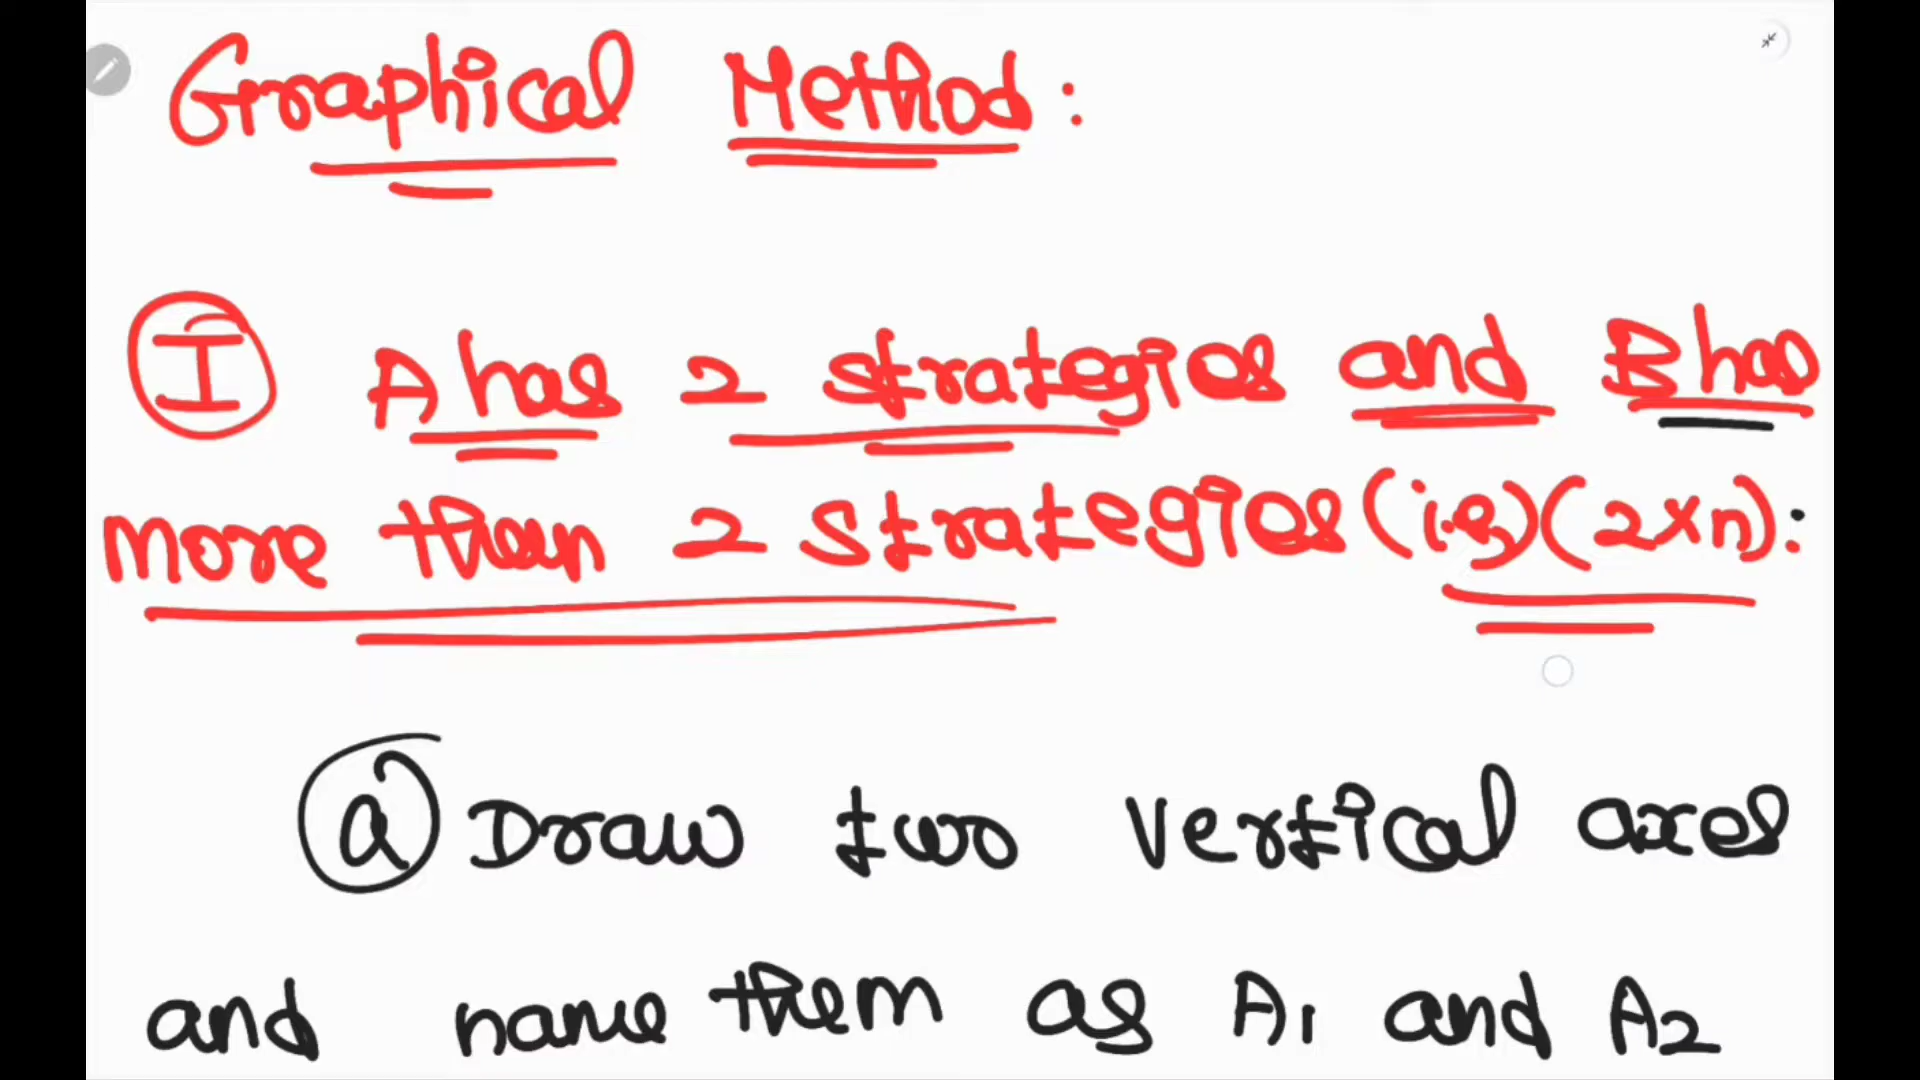 Graphical Method:
I A has 2 strategies and B has
more than 2 strategies (i.e) (2×n):
a Draw two vertical axes
and name them as A1 and A2